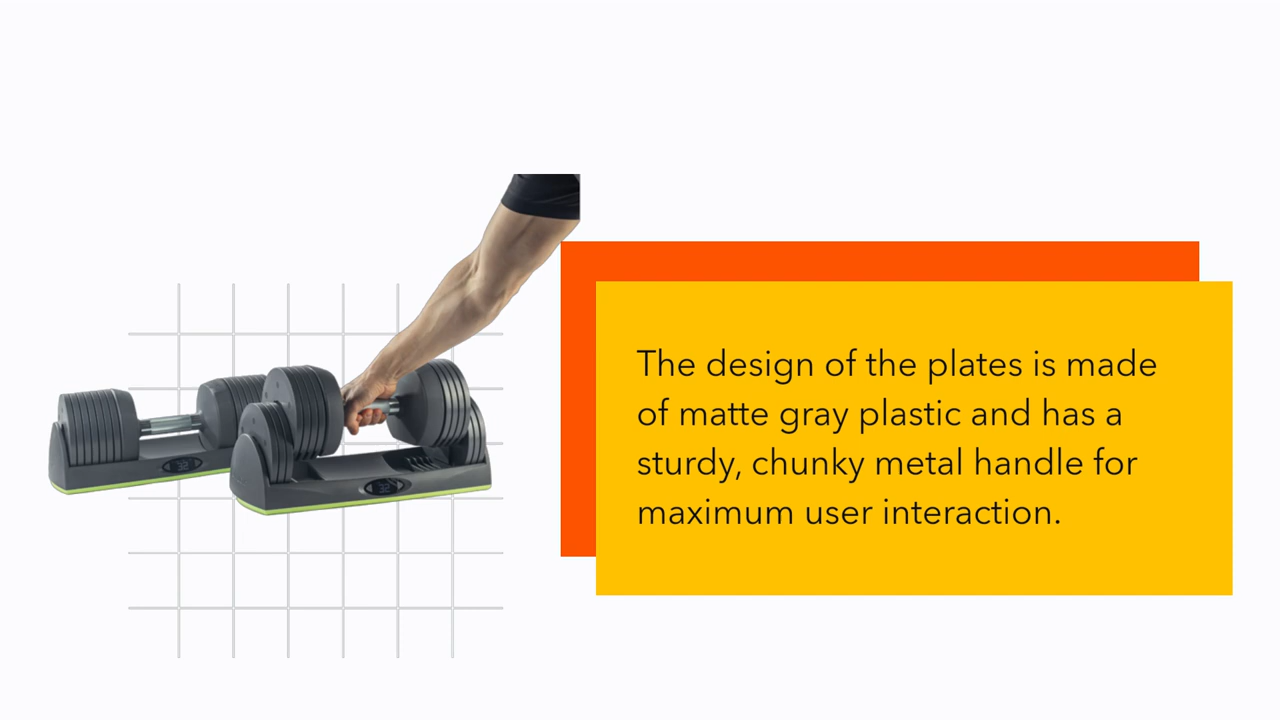 The design of the plates is made
of matte gray plastic and has a
sturdy, chunky metal handle for
maximum user interaction.